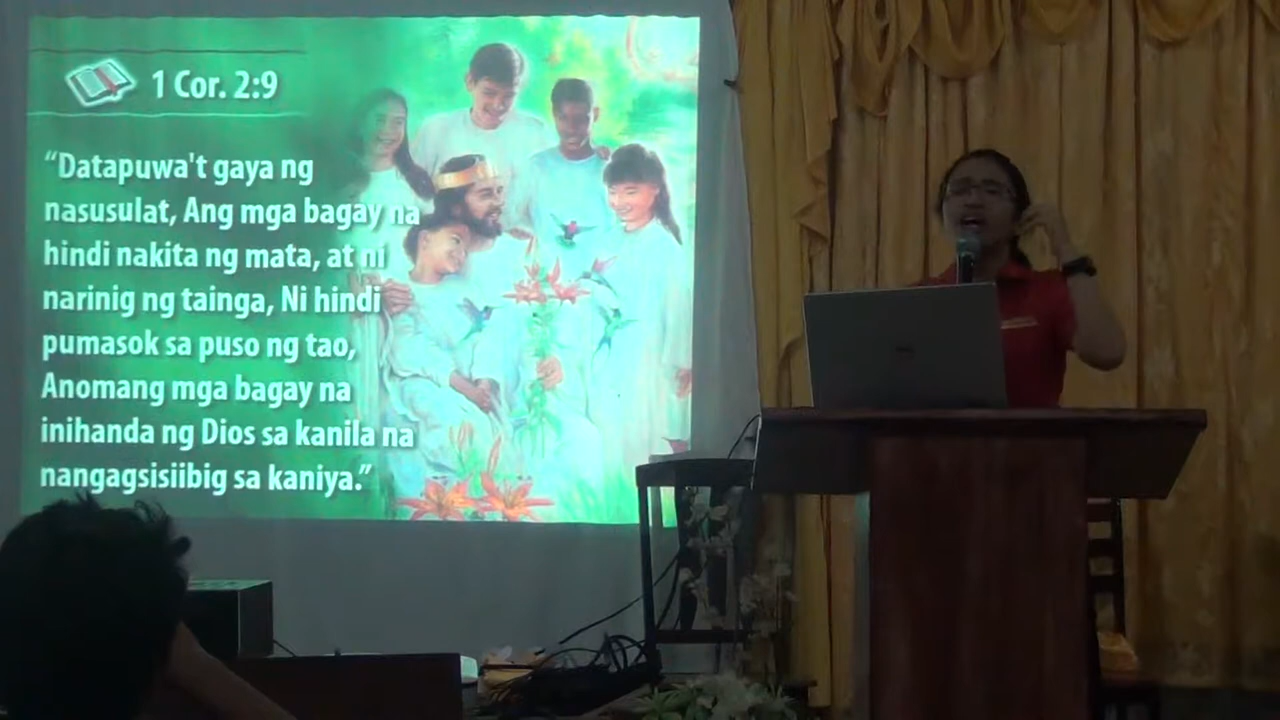 1 Cor. 2:9
“Datapuwa't gaya ng
nasusulat, Ang mga bagay na
hindi nakita ng mata, at ni
narinig ng tainga, Ni hindi
pumasok sa puso ng tao,
Anomang mga bagay na
inihanda ng Dios sa kanila na
nangagsisiibig sa kaniya.”